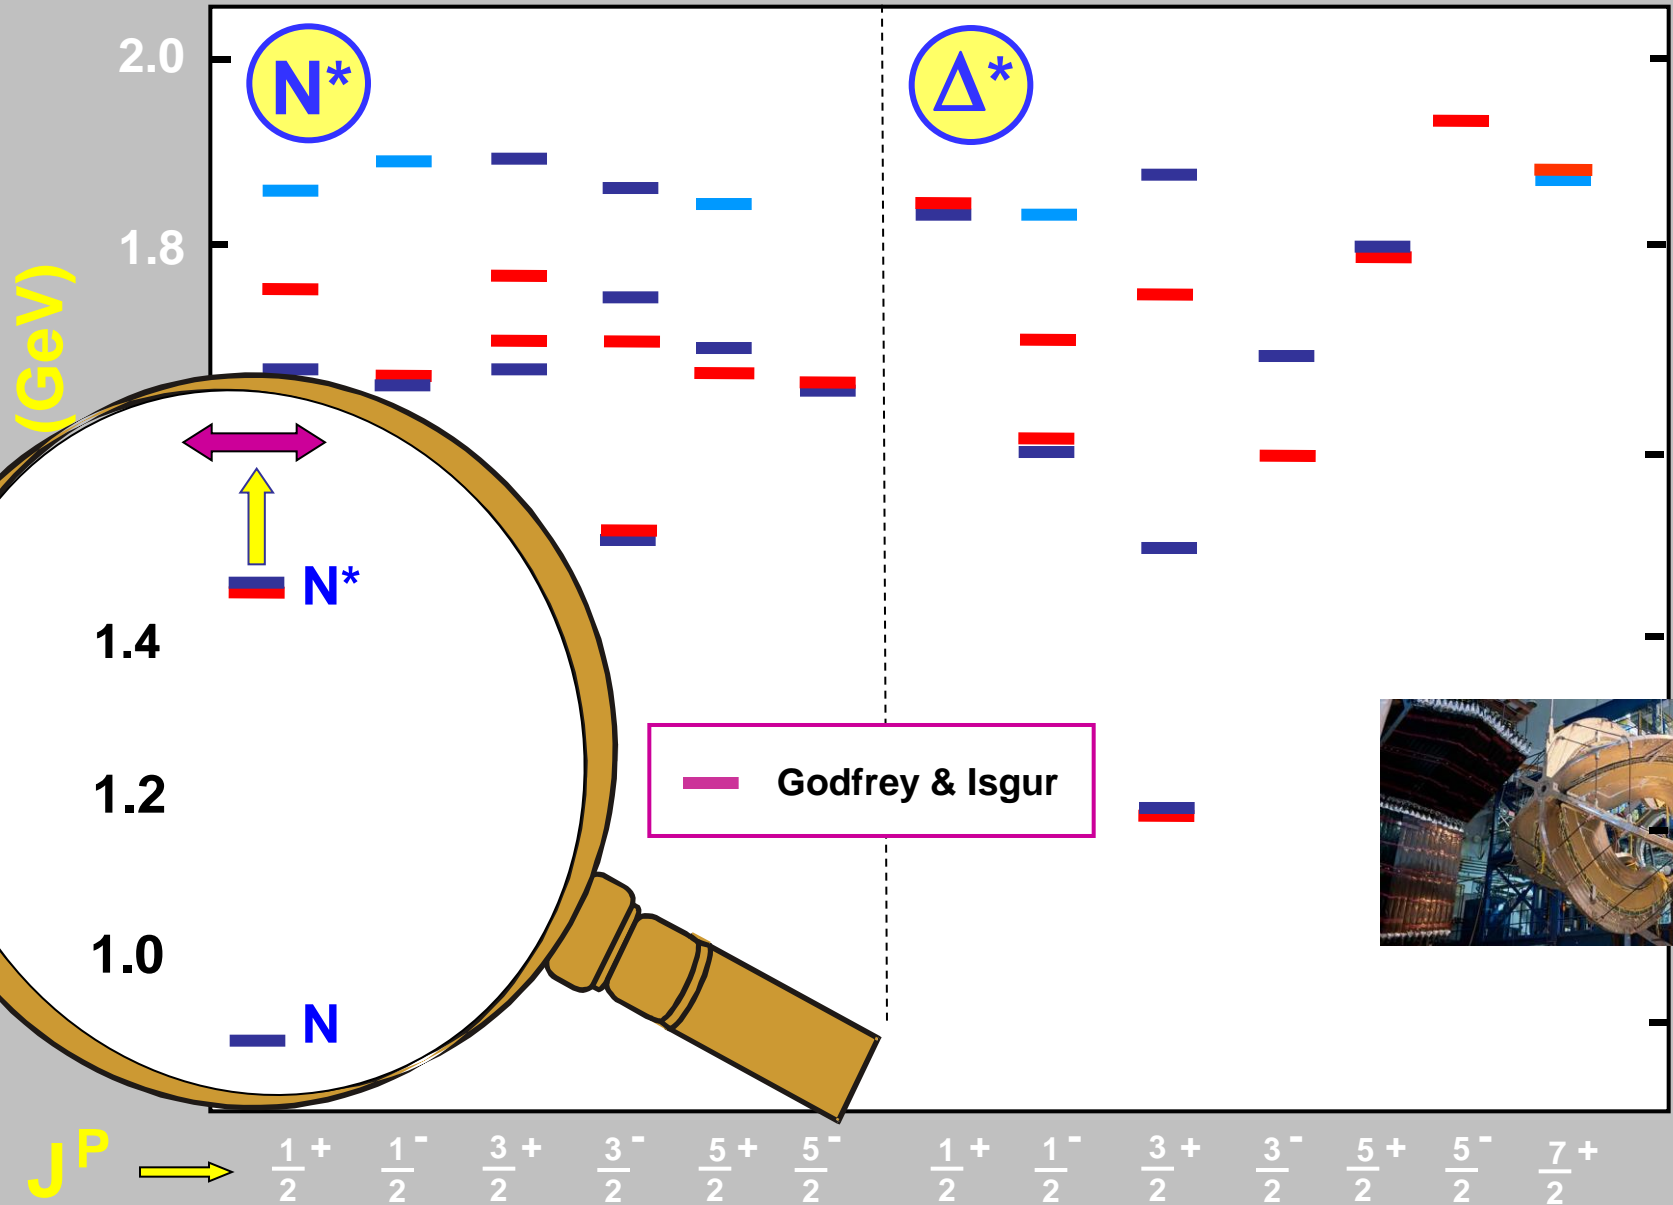 2.0
N*
Δ*
1.8
(GeV)
N*
1.4
1.2
Godfrey & Isgur
1.0
N
J^P
1/2 +
1/2 -
3/2 +
3/2 -
5/2 +
5/2 -
1/2 +
1/2 -
3/2 +
3/2 -
5/2 +
5/2 -
7/2 +